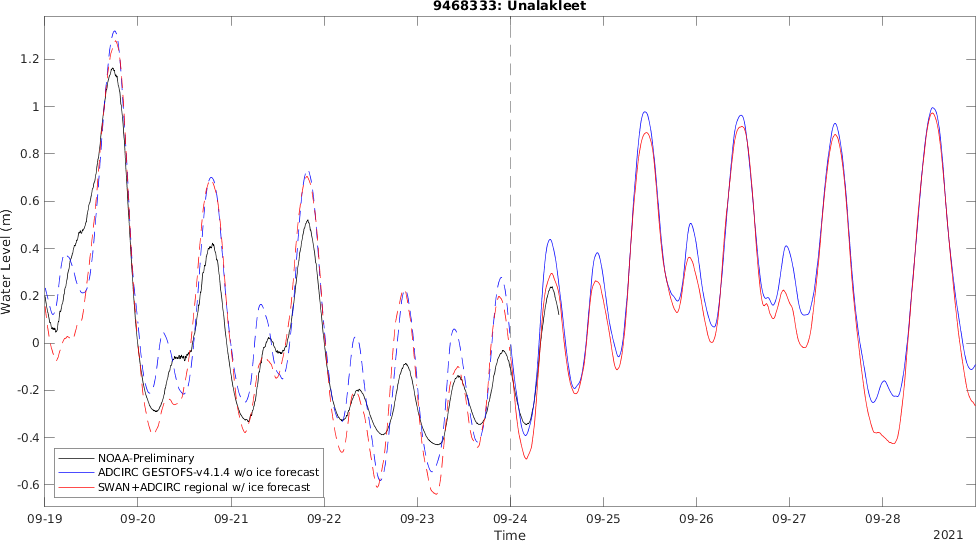 9468333: Unalakleet
1.2
1
0.8
0.6
0.4
0.2
0
-0.2
-0.4
-0.6
Water Level (m)
NOAA-Preliminary
ADCIRC GESTOFS-v4.1.4 w/o ice forecast
SWAN+ADCIRC regional w/ ice forecast
09-19 09-20 09-21 09-22 09-23 09-24 09-25 09-26 09-27 09-28
Time
2021